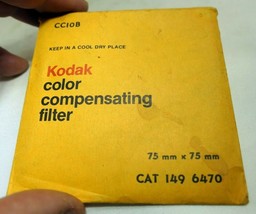 CC10B
KEEP IN A COOL DRY PLACE
Kodak
color
compensating
filter
75 mm x 75 mm
CAT 149 6470